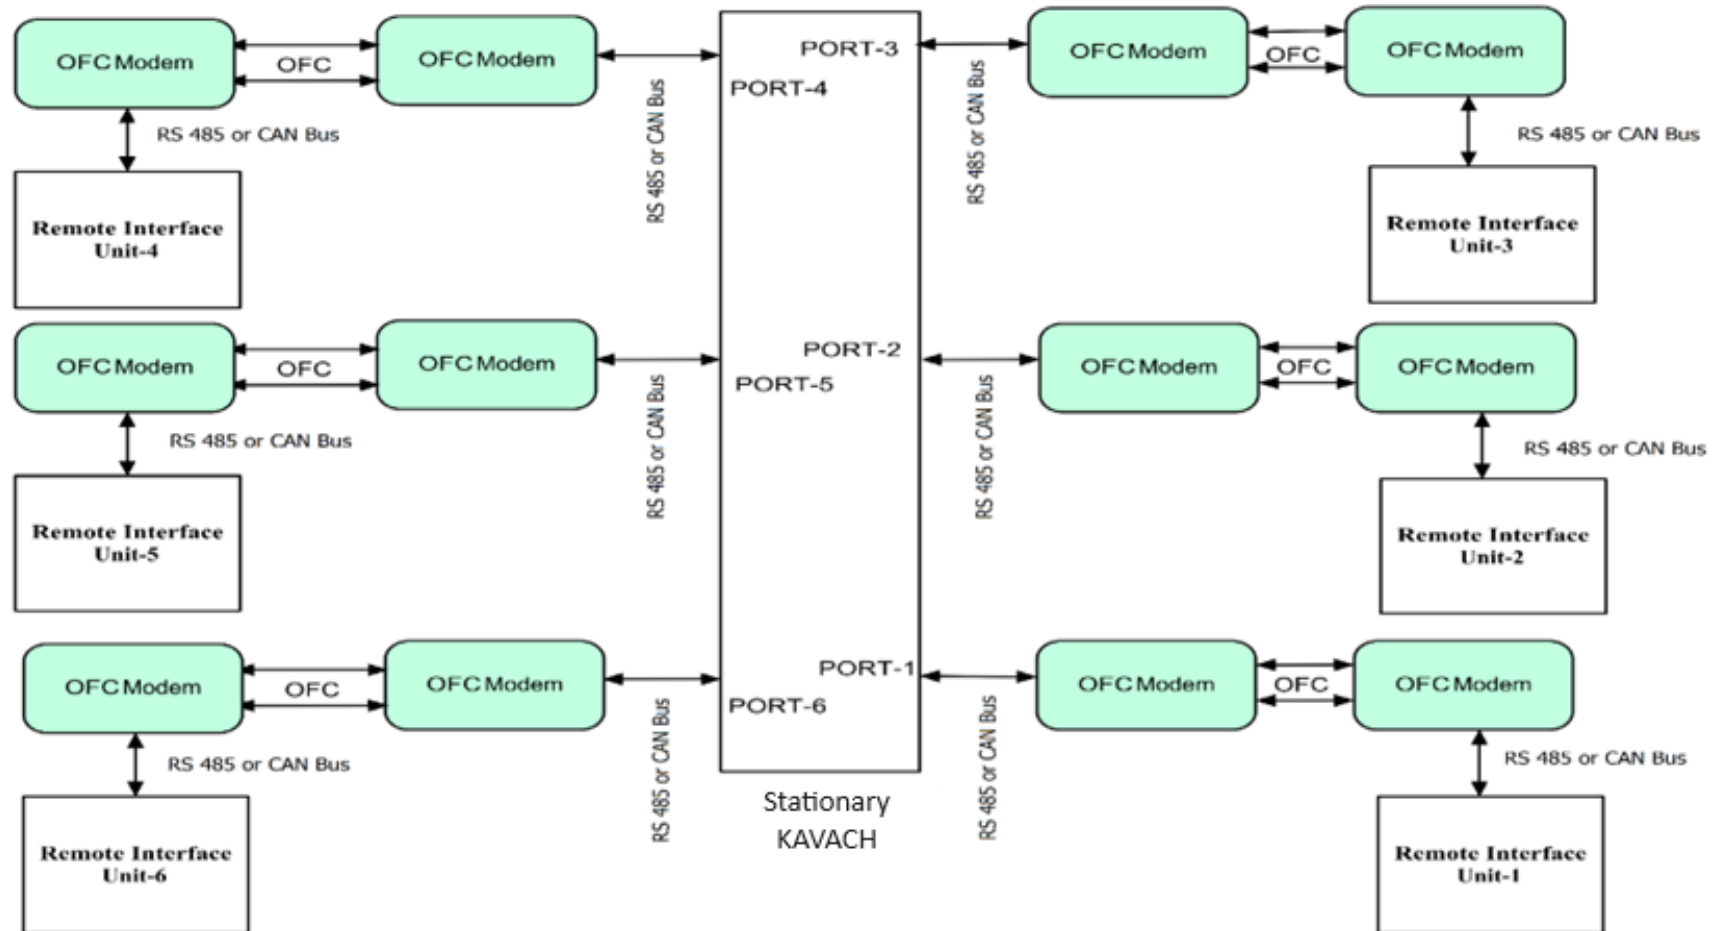 OFC Modem
OFC
OFC Modem
RS 485 or CAN Bus
RS 485 or CAN Bus
Remote Interface
Unit-4
PORT-3
PORT-4
OFC Modem
OFC
OFC Modem
RS 485 or CAN Bus
RS 485 or CAN Bus
Remote Interface
Unit-3
OFC Modem
OFC
OFC Modem
RS 485 or CAN Bus
RS 485 or CAN Bus
Remote Interface
Unit-5
PORT-2
PORT-5
OFC Modem
OFC
OFC Modem
RS 485 or CAN Bus
RS 485 or CAN Bus
Remote Interface
Unit-2
OFC Modem
OFC
OFC Modem
RS 485 or CAN Bus
RS 485 or CAN Bus
Remote Interface
Unit-6
PORT-1
PORT-6
Stationary
KAVACH
OFC Modem
OFC
OFC Modem
RS 485 or CAN Bus
RS 485 or CAN Bus
Remote Interface
Unit-1